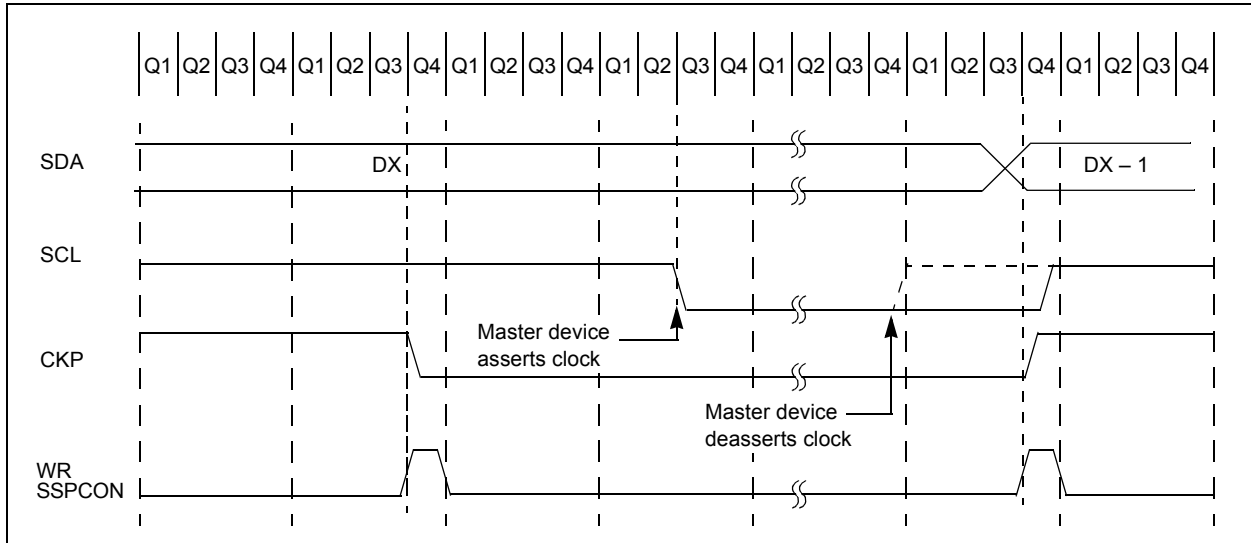 Q1 Q2 Q3 Q4 Q1 Q2 Q3 Q4 Q1 Q2 Q3 Q4 Q1 Q2 Q3 Q4 Q1 Q2 Q3 Q4 Q1 Q2 Q3 Q4 Q1 Q2 Q3 Q4
SDA
DX
DX – 1
SCL
Master device
asserts clock
CKP
Master device
deasserts clock
WR
SSPCON